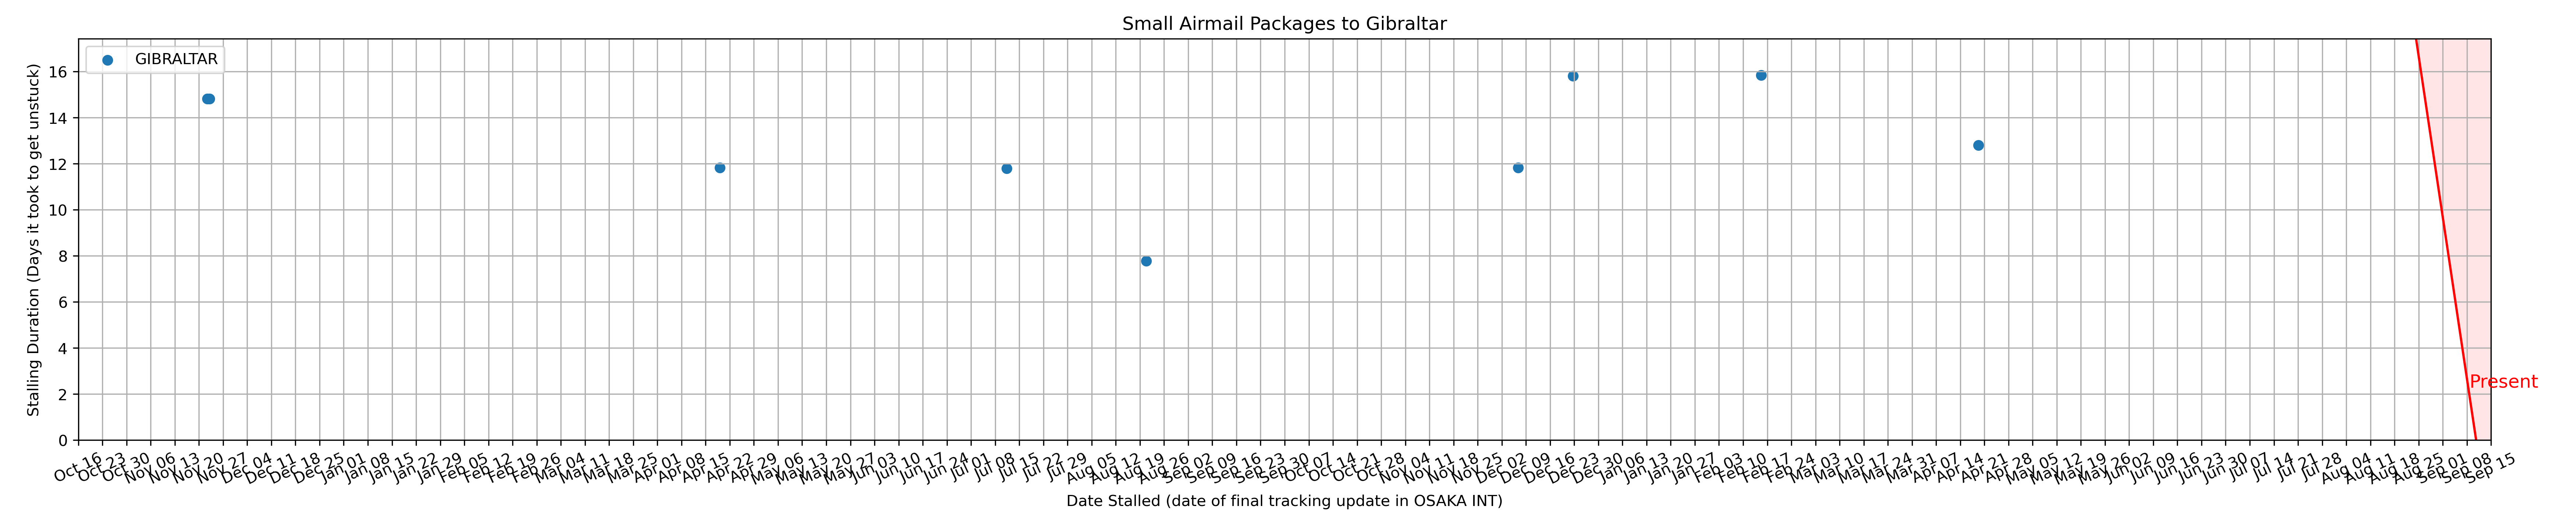 Small Airmail Packages to Gibraltar
GIBRALTAR
Stalling Duration (Days it took to get unstuck)
16
14
12
10
8
6
4
2
0
Present
Oct 16 Oct 23 Oct 30 Nov 06 Nov 13 Nov 20 Nov 27 Dec 04 Dec 11 Dec 18 Dec 25 Jan 01 Jan 08 Jan 15 Jan 22 Jan 29 Feb 05 Feb 12 Feb 19 Feb 26 Mar 04 Mar 11 Mar 18 Mar 25 Apr 01 Apr 08 Apr 15 Apr 22 Apr 29 May 06 May 13 May 20 May 27 Jun 03 Jun 10 Jun 17 Jun 24 Jul 01 Jul 08 Jul 15 Jul 22 Jul 29 Aug 05 Aug 12 Aug 19 Aug 26 Sep 02 Sep 09 Sep 16 Sep 23 Sep 30 Oct 07 Oct 14 Oct 21 Oct 28 Nov 04 Nov 11 Nov 18 Nov 25 Dec 02 Dec 09 Dec 16 Dec 23 Dec 30 Jan 06 Jan 13 Jan 20 Jan 27 Feb 03 Feb 10 Feb 17 Feb 24 Mar 03 Mar 10 Mar 17 Mar 24 Mar 31 Apr 07 Apr 14 Apr 21 Apr 28 May 05 May 12 May 19 May 26 Jun 02 Jun 09 Jun 16 Jun 23 Jun 30 Jul 07 Jul 14 Jul 21 Jul 28 Aug 04 Aug 11 Aug 18 Aug 25 Sep 01 Sep 08 Sep 15
Date Stalled (date of final tracking update in OSAKA INT)